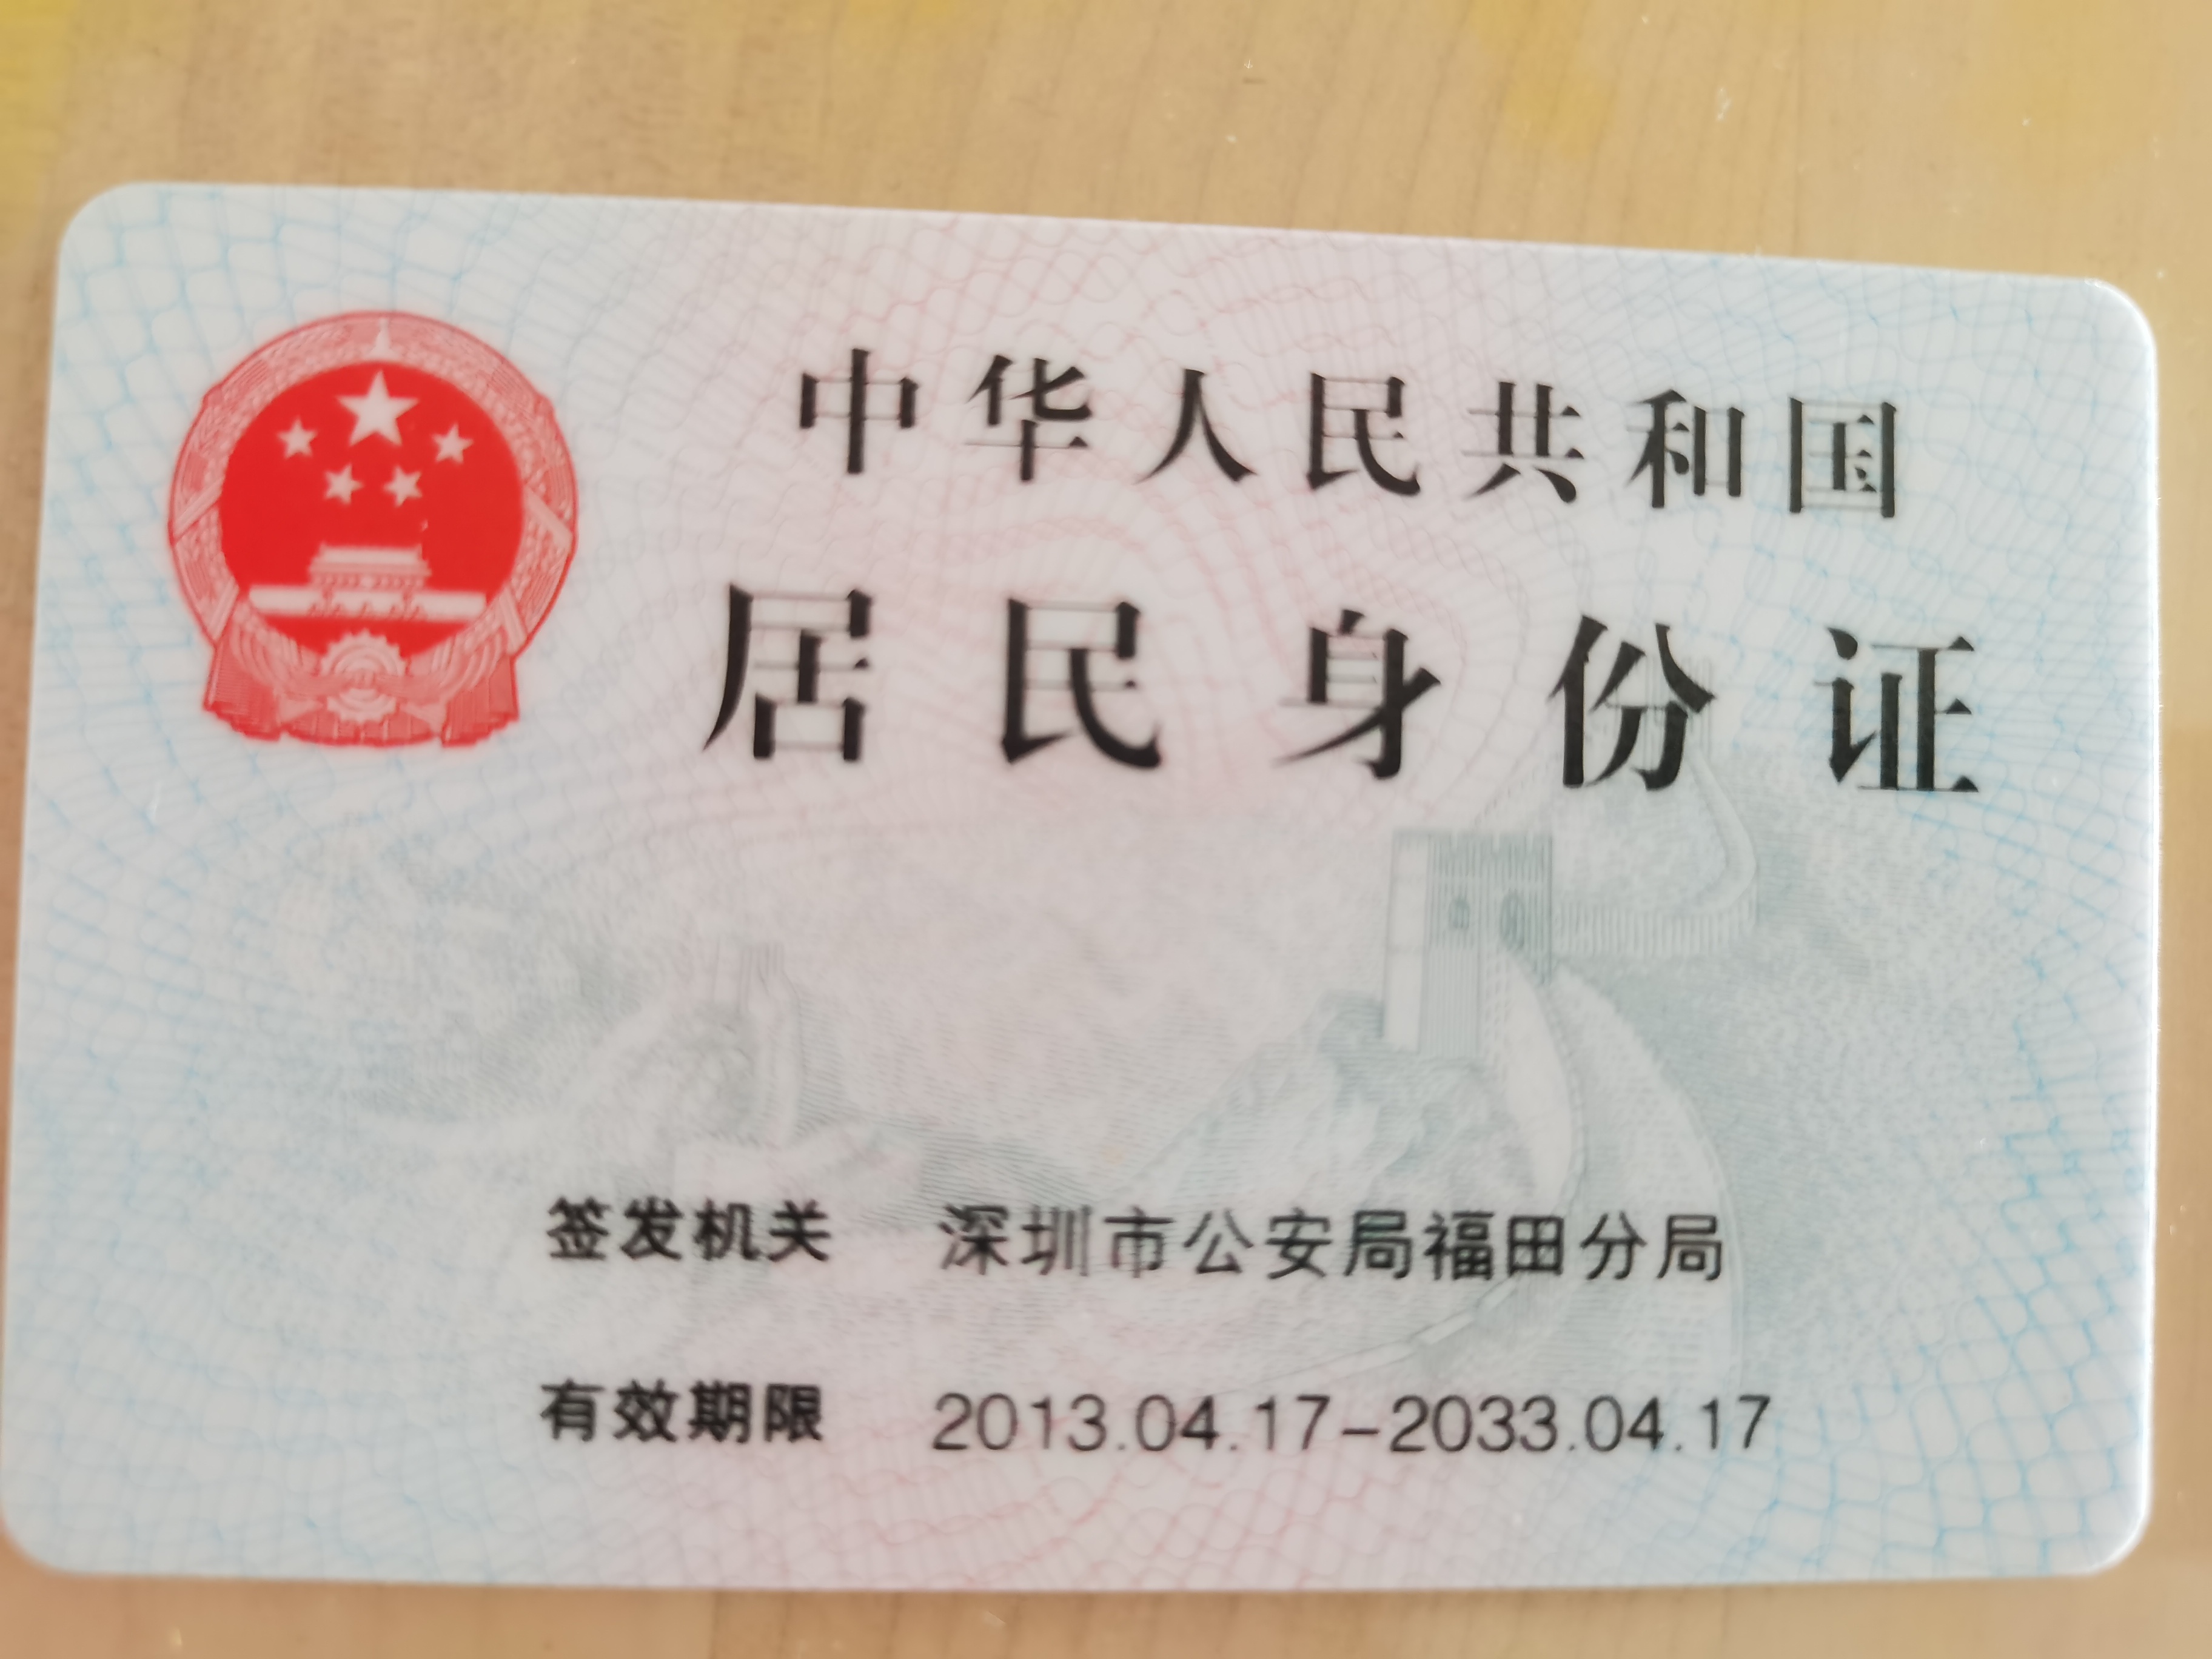 中华人民共和国
居民身份证
签发机关 深圳市公安局福田分局
有效期限 2013.04.17-2033.04.17